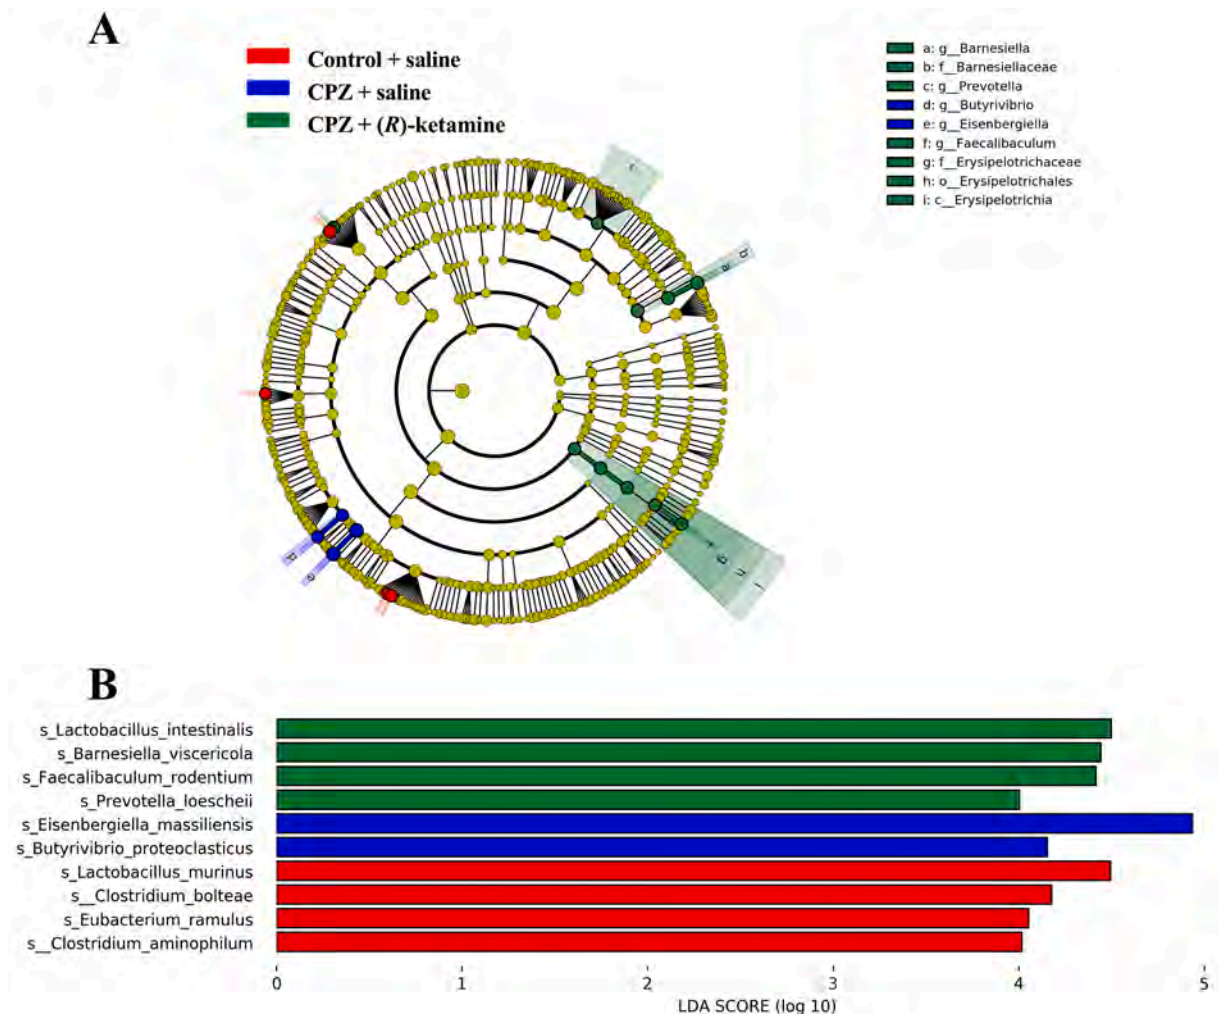 A
Control + saline
CPZ + saline
CPZ + (R)-ketamine
a: g__Barnesiella
b: f__Barnesiellaceae
c: g__Prevotella
d: g__Butyrivibrio
e: g__Eisenbergiella
f: g__Faecalibaculum
g: f__Erysipelotrichaceae
h: o__Erysipelotrichales
i: c__Erysipelotrichia
c
b
a
d
e
f
g
h
i
B
s_Lactobacillus_intestinalis
s_Barnesiella_viscericola
s_Faecalibaculum_rodentium
s_Prevotella_loescheii
s_Eisenbergiella_massiliensis
s_Butyrivibrio_proteoclasticus
s_Lactobacillus_murinus
s__Clostridium_bolteae
s_Eubacterium_ramulus
s__Clostridium_aminophilum
0 1 2 3 4 5
LDA SCORE (log 10)